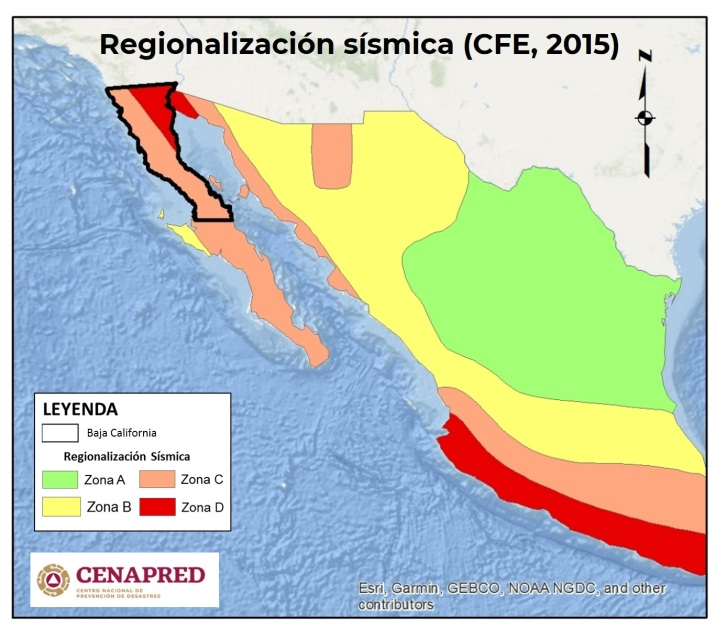 Regionalización sísmica (CFE, 2015)
N
LEYENDA
Baja California
Regionalización Sísmica
Zona A
Zona C
Zona B
Zona D
CENAPRED
CENTRO NACIONAL DE
PREVENCIÓN DE DESASTRES
Esri, Garmin, GEBCO, NOAA NGDC, and other
contributors